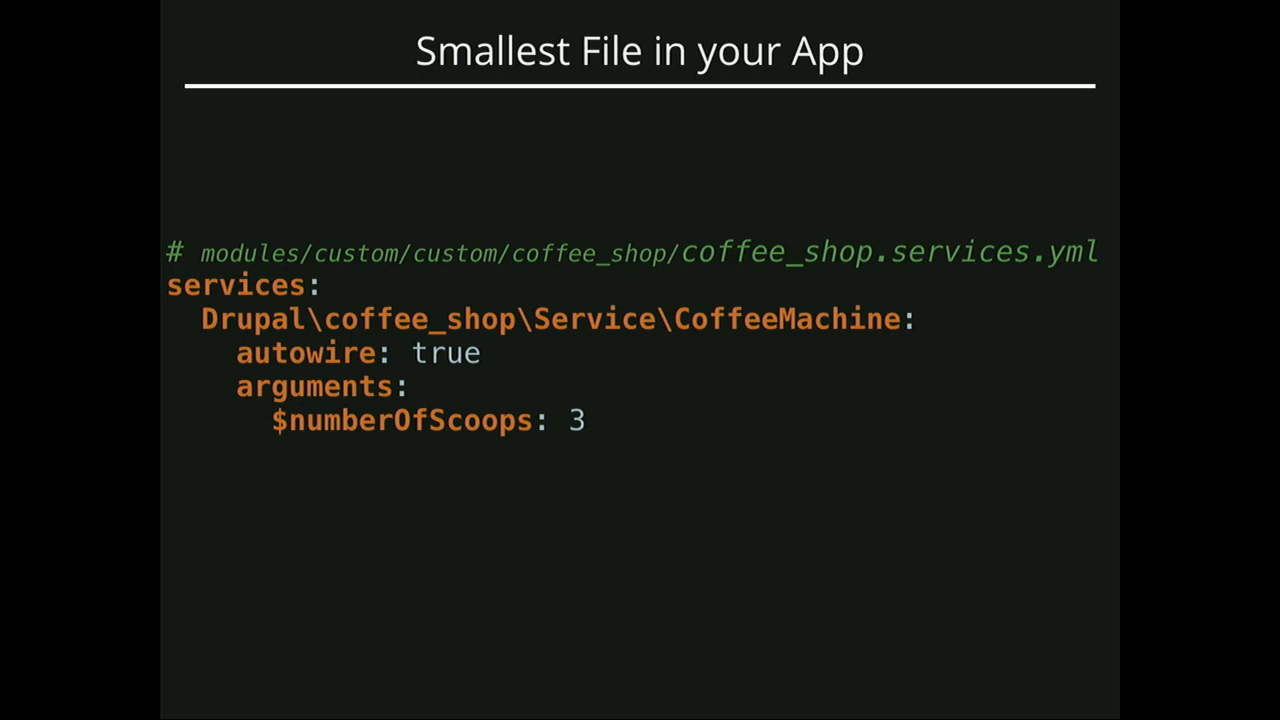 Smallest File in your App
# modules/custom/custom/coffee_shop/coffee_shop.services.yml
services:
  Drupal\coffee_shop\Service\CoffeeMachine:
    autowire: true
    arguments:
      $numberOfScoops: 3